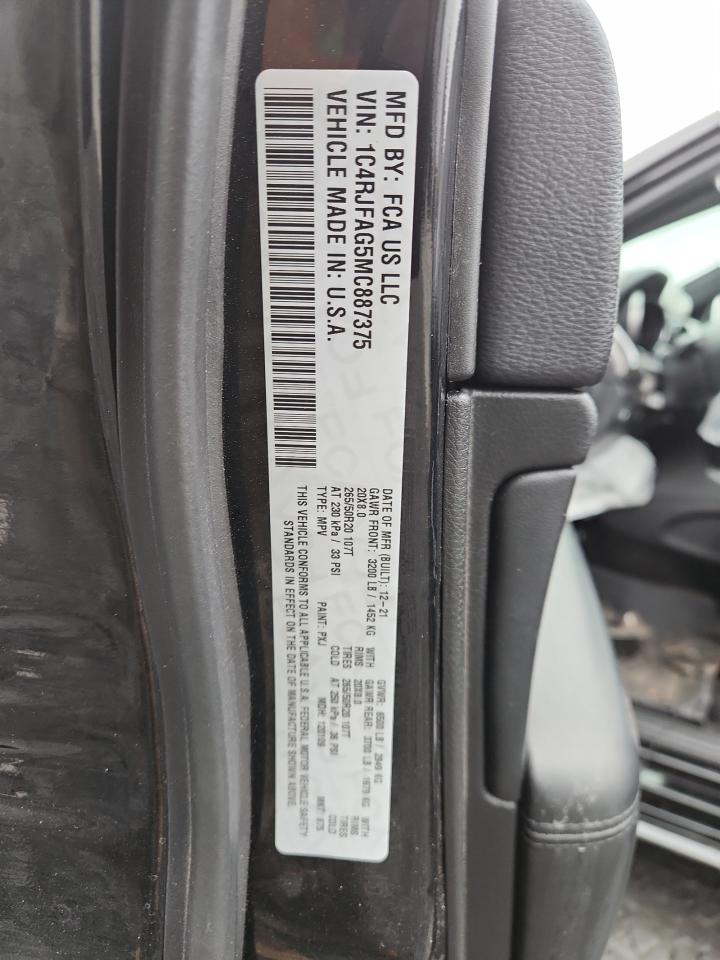 MFD BY: FCA US LLC
VIN: 1C4RJFAG5MC887375
VEHICLE MADE IN: U.S.A.
DATE OF MFR (BUILT): 12-21 GVWR: 6500 LB / 2949 KG
GAWR FRONT: 3200 LB / 1452 KG WITH GAWR REAR: 3700 LB / 1678 KG WITH
20X8.0 RIMS 20X8.0 RIMS
265/50R20 107T TIRES 265/50R20 107T TIRES
AT 230 kPa / 33 PSI COLD AT 250 kPa / 36 PSI COLD
TYPE: MPV PAINT: PXJ MDH: MKT:
THIS VEHICLE CONFORMS TO ALL APPLICABLE U.S.A. FEDERAL MOTOR VEHICLE SAFETY
STANDARDS IN EFFECT ON THE DATE OF MANUFACTURE SHOWN ABOVE.